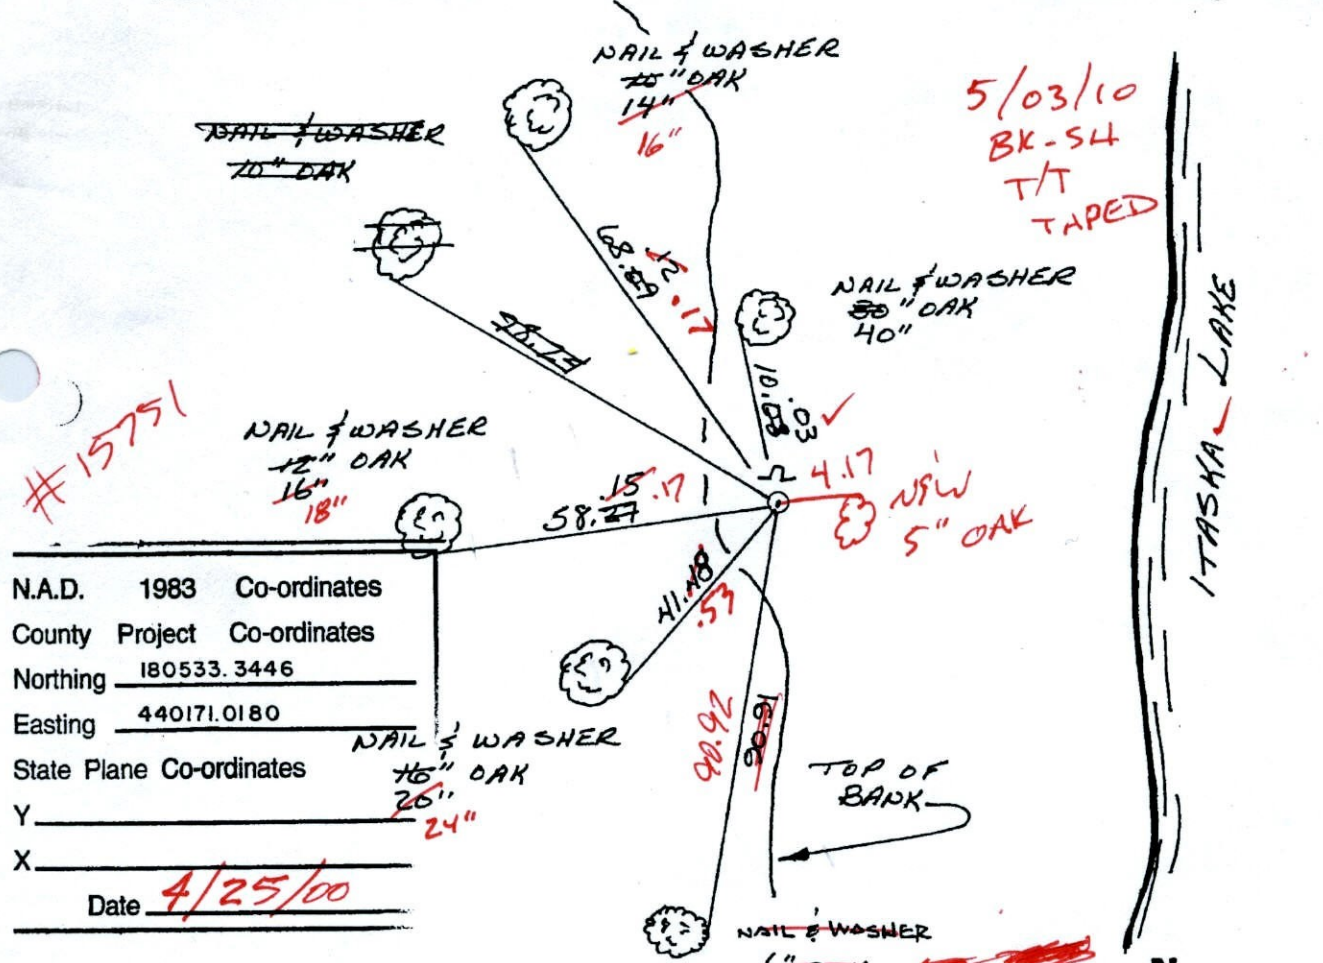 NAIL & WASHER
10" OAK
14"
16"
5/03/10
BK-54
T/T
TAPED
NAIL & WASHER
10" OAK
68.
.12
.17
NAIL & WASHER
" OAK
40"
ITASKA LAKE
10.
.03
#15751
NAIL & WASHER
12" OAK
16"
18"
58.27
.15
.17
4.17
NEW
5" OAK
41.48
.53
N.A.D. 1983 Co-ordinates
County Project Co-ordinates
Northing 180533.3446
Easting 440171.0180
State Plane Co-ordinates
Y
X
Date 4/25/00
NAIL & WASHER
16" OAK
20"
24"
90.92
TOP OF
BANK
NAIL & WASHER